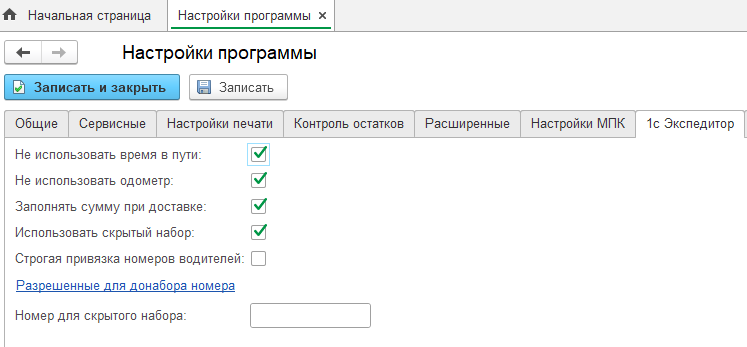 Начальная страница Настройки программы ×
Настройки программы
Записать и закрыть Записать
Общие Сервисные Настройки печати Контроль остатков Расширенные Настройки МПК 1с Экспедитор
Не использовать время в пути:
Не использовать одометр:
Заполнять сумму при доставке:
Использовать скрытый набор:
Строгая привязка номеров водителей:
Разрешенные для донабора номера
Номер для скрытого набора: